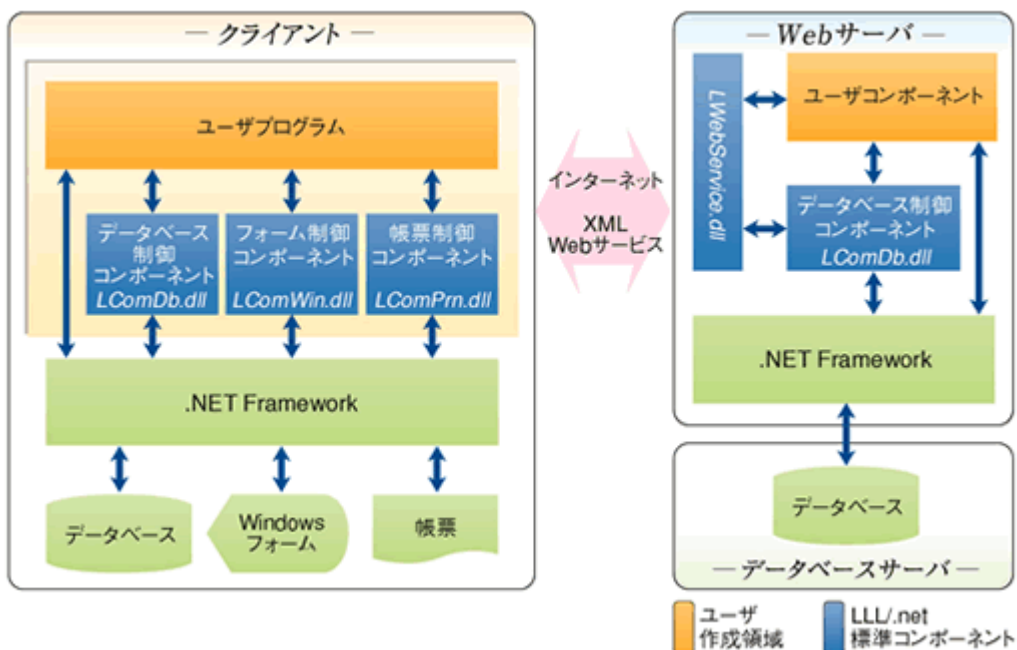 ― クライアント ―
ユーザプログラム
データベース
制御
コンポーネント
LComDb.dll
フォーム制御
コンポーネント
LComWin.dll
帳票制御
コンポーネント
LComPrn.dll
.NET Framework
データベース
Windows
フォーム
帳票
インターネット
XML
Webサービス
― Webサーバ ―
LWebService.dll
ユーザコンポーネント
データベース制御
コンポーネント
LComDb.dll
.NET Framework
データベース
― データベースサーバ ―
ユーザ
作成領域
LLL/.net
標準コンポーネント